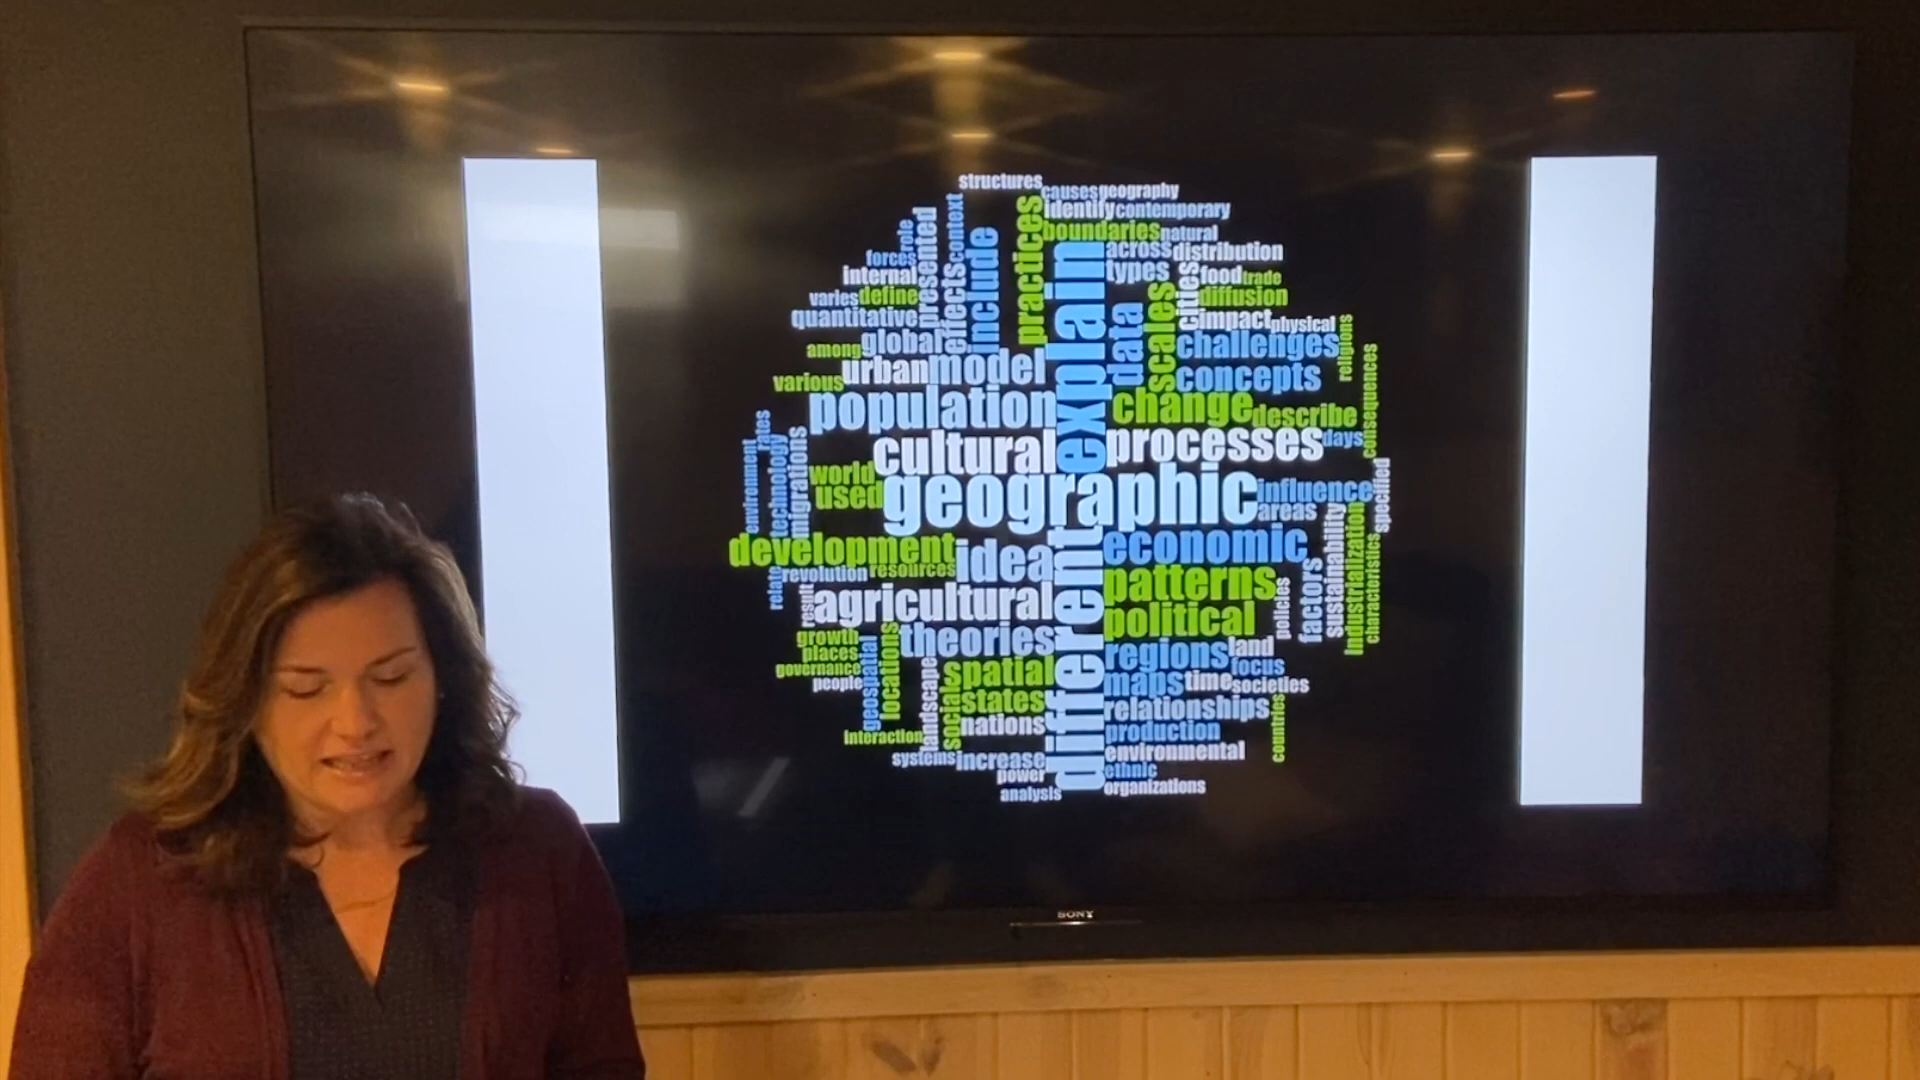 structures
causes geography
identify contemporary
practices
boundaries natural
context
role
presented
include
explain
across distribution
forces
types
cities
food trade
internal
effects
varies define
diffusion
data
scales
quantitative
impact physical
global
challenges
religions
among
urban model
concepts
consequences
various
population
change describe
rates
cultural
processes days
environment
technology
migrations
world
used
geographic
influence
specified
areas
development
idea
economic
sustainability
industrialization
characteristics
revolution resources
relate
patterns
result
agricultural
different
political
policies
factors
growth
theories
places
locations
geospatial
regions land
governance
spatial
focus
people
landscape
maps time societies
social
states
relationships
countries
nations
production
interaction
environmental
systems increase
power
ethnic
analysis
organizations
SONY